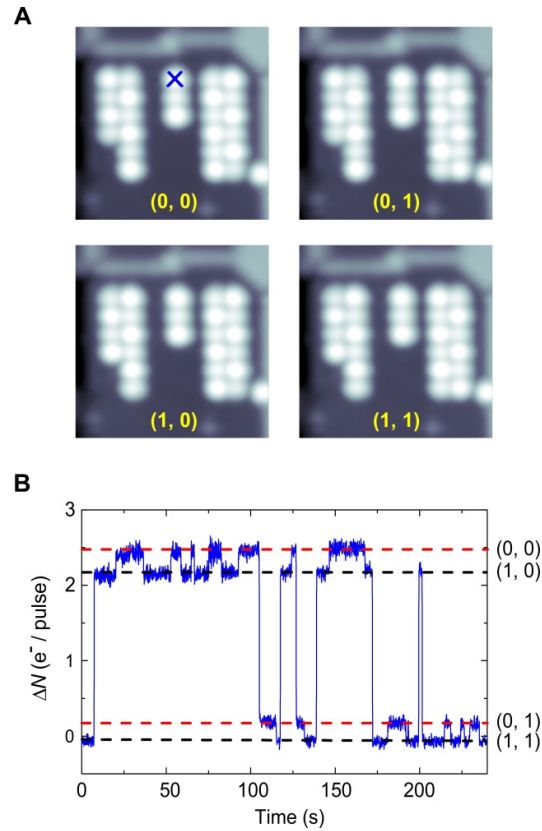 A
(0, 0)
(0, 1)
(1, 0)
(1, 1)
B
3
2
1
0
ΔN (e⁻ / pulse)
(0, 0)
(1, 0)
(0, 1)
(1, 1)
0 50 100 150 200
Time (s)